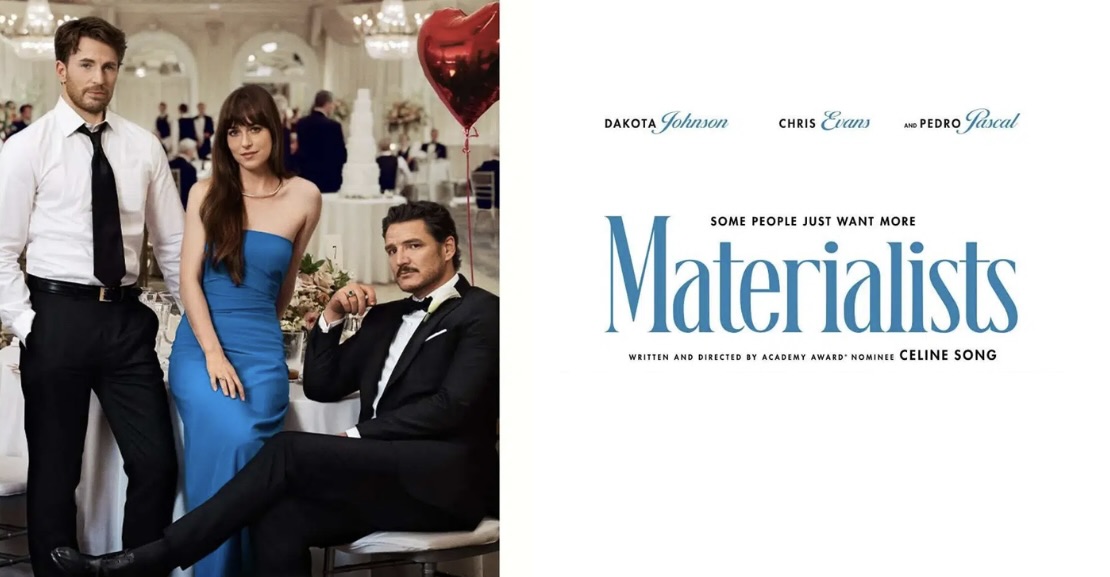 DAKOTA Johnson CHRIS Evans AND PEDRO Pascal
SOME PEOPLE JUST WANT MORE
Materialists
WRITTEN AND DIRECTED BY ACADEMY AWARD® NOMINEE CELINE SONG